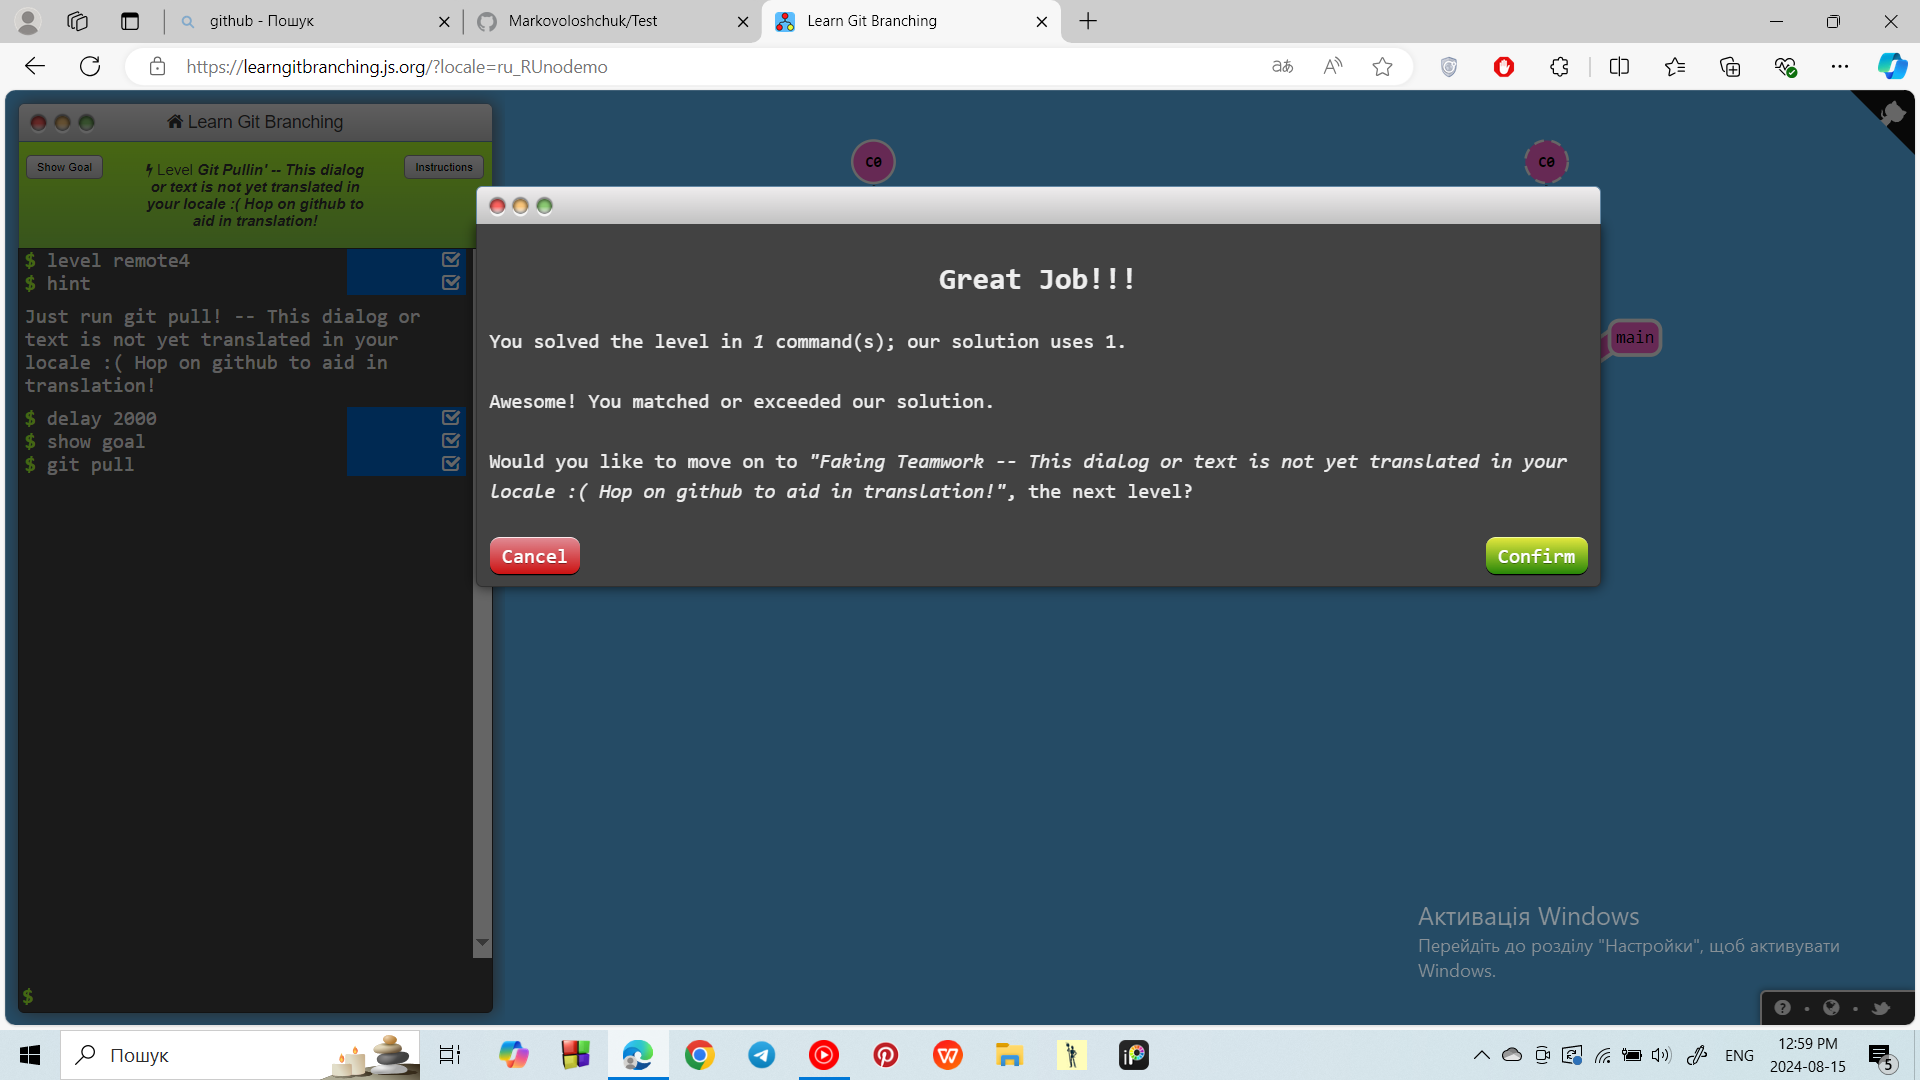 github - Пошук
Markovoloshchuk/Test
Learn Git Branching
https://learngitbranching.js.org/?locale=ru_RUnodemo
Learn Git Branching
Show Goal
Level Git Pullin' -- This dialog
or text is not yet translated in
your locale :( Hop on github to
aid in translation!
Instructions
$ level remote4
$ hint
Just run git pull! -- This dialog or
text is not yet translated in your
locale :( Hop on github to aid in
translation!
$ delay 2000
$ show goal
$ git pull
$
C0
C0
main
Great Job!!!
You solved the level in 1 command(s); our solution uses 1.
Awesome! You matched or exceeded our solution.
Would you like to move on to "Faking Teamwork -- This dialog or text is not yet translated in your
locale :( Hop on github to aid in translation!", the next level?
Cancel
Confirm
Активація Windows
Перейдіть до розділу "Настройки", щоб активувати
Windows.
Пошук
ENG
12:59 PM
2024-08-15
5